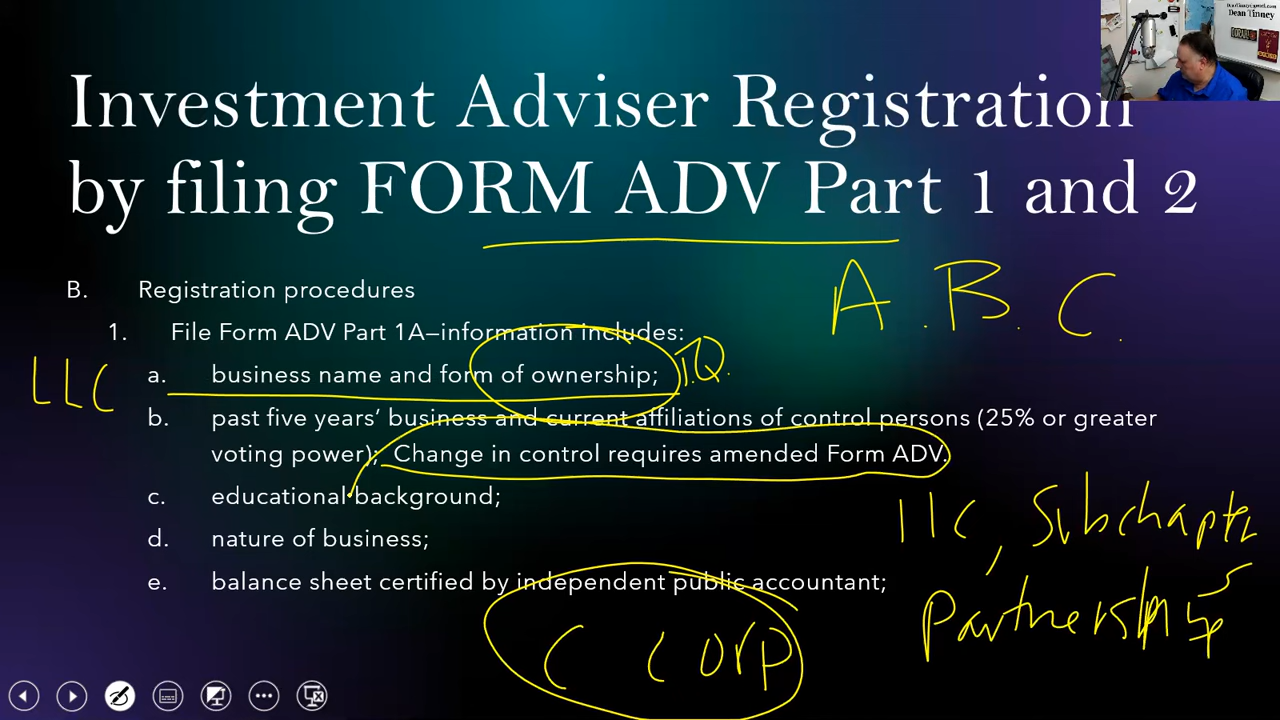 Dean Tinney
Investment Adviser Registration
by filing FORM ADV Part 1 and 2
A. B. C.
B. Registration procedures
1. File Form ADV Part 1A–information includes:
LLC
a. business name and form of ownership;
b. past five years’ business and current affiliations of control persons (25% or greater
voting power); Change in control requires amended Form ADV.
c. educational background;
llc, Subchapter
d. nature of business;
e. balance sheet certified by independent public accountant;
C Corp